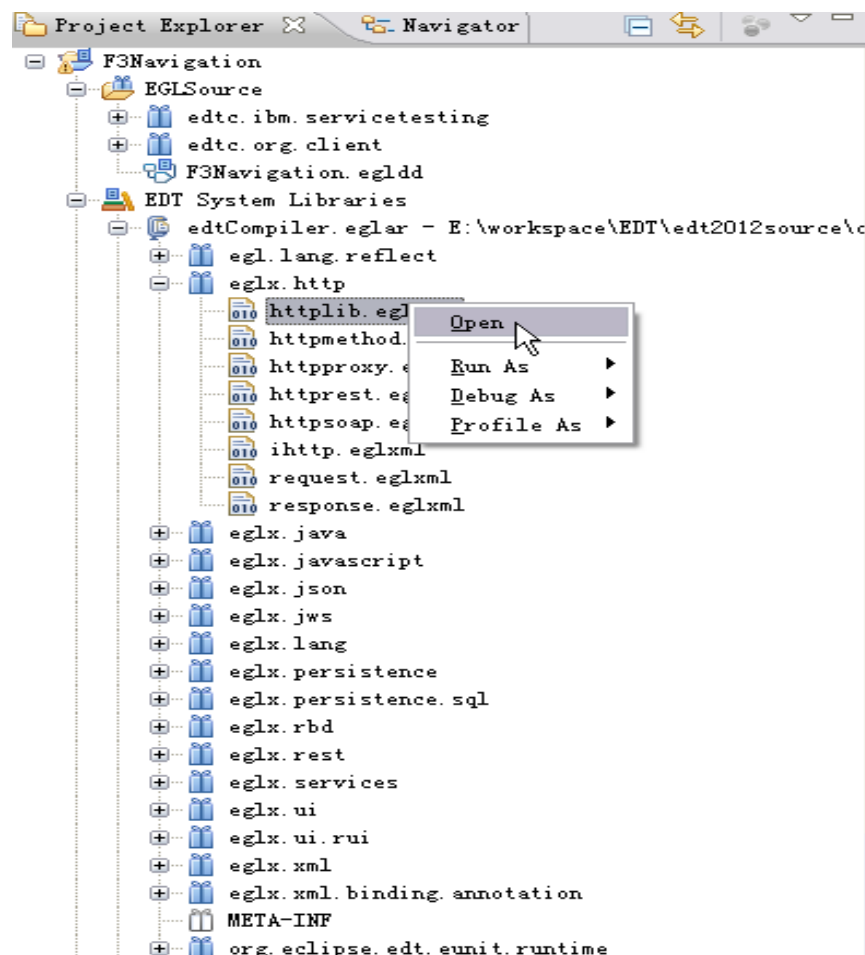 Project Explorer Navigator
F3Navigation
EGLSource
edtc.ibm.servicetesting
edtc.org.client
F3Navigation.egldd
EDT System Libraries
edtCompiler.eglar - E:\workspace\EDT\edt2012source\
egl.lang.reflect
eglx.http
httplib.egl
Open
httpmethod.
httpproxy.
Run As
httprest.eg
Debug As
httpsoap.eg
Profile As
ihttp.eglxml
request.eglxml
response.eglxml
eglx.java
eglx.javascript
eglx.json
eglx.jws
eglx.lang
eglx.persistence
eglx.persistence.sql
eglx.rbd
eglx.rest
eglx.services
eglx.ui
eglx.ui.rui
eglx.xml
eglx.xml.binding.annotation
META-INF
org.eclipse.edt.eunit.runtime